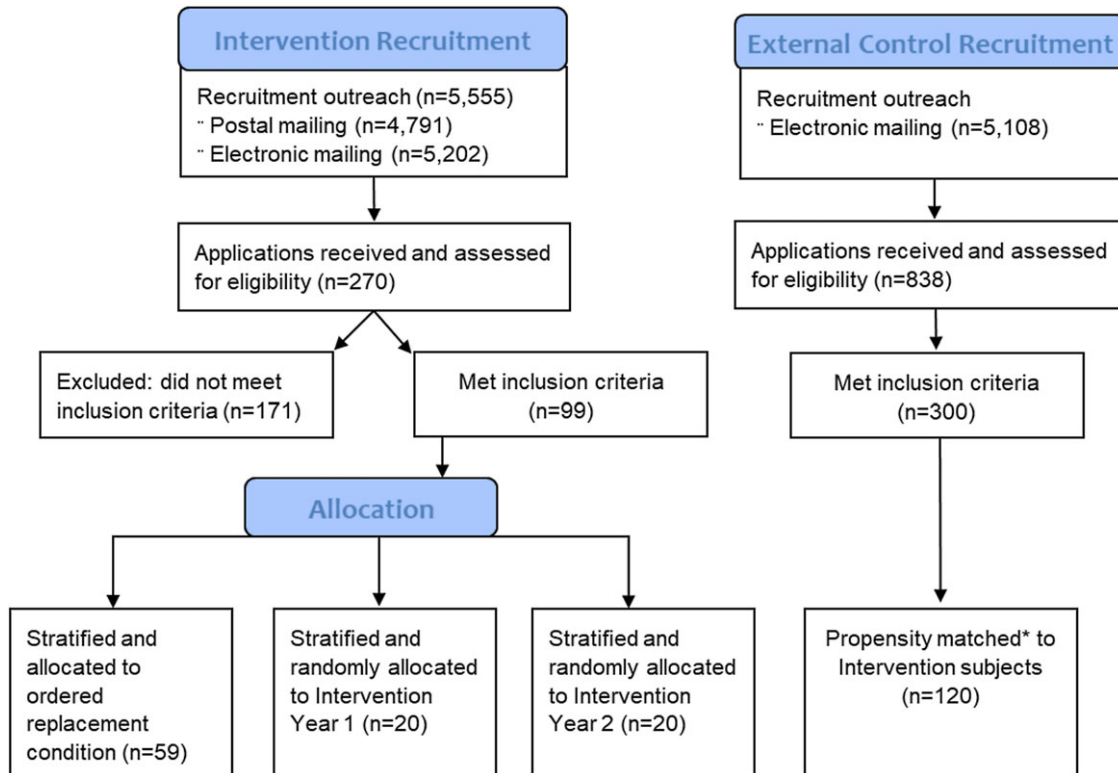 Intervention Recruitment
Recruitment outreach (n=5,555)
¨ Postal mailing (n=4,791)
¨ Electronic mailing (n=5,202)
Applications received and assessed
for eligibility (n=270)
Excluded: did not meet
inclusion criteria (n=171)
Met inclusion criteria
(n=99)
Allocation
Stratified and
allocated to
ordered
replacement
condition (n=59)
Stratified and
randomly allocated
to Intervention
Year 1 (n=20)
Stratified and
randomly allocated
to Intervention
Year 2 (n=20)
External Control Recruitment
Recruitment outreach
¨ Electronic mailing (n=5,108)
Applications received and assessed
for eligibility (n=838)
Met inclusion criteria
(n=300)
Propensity matched* to
Intervention subjects
(n=120)